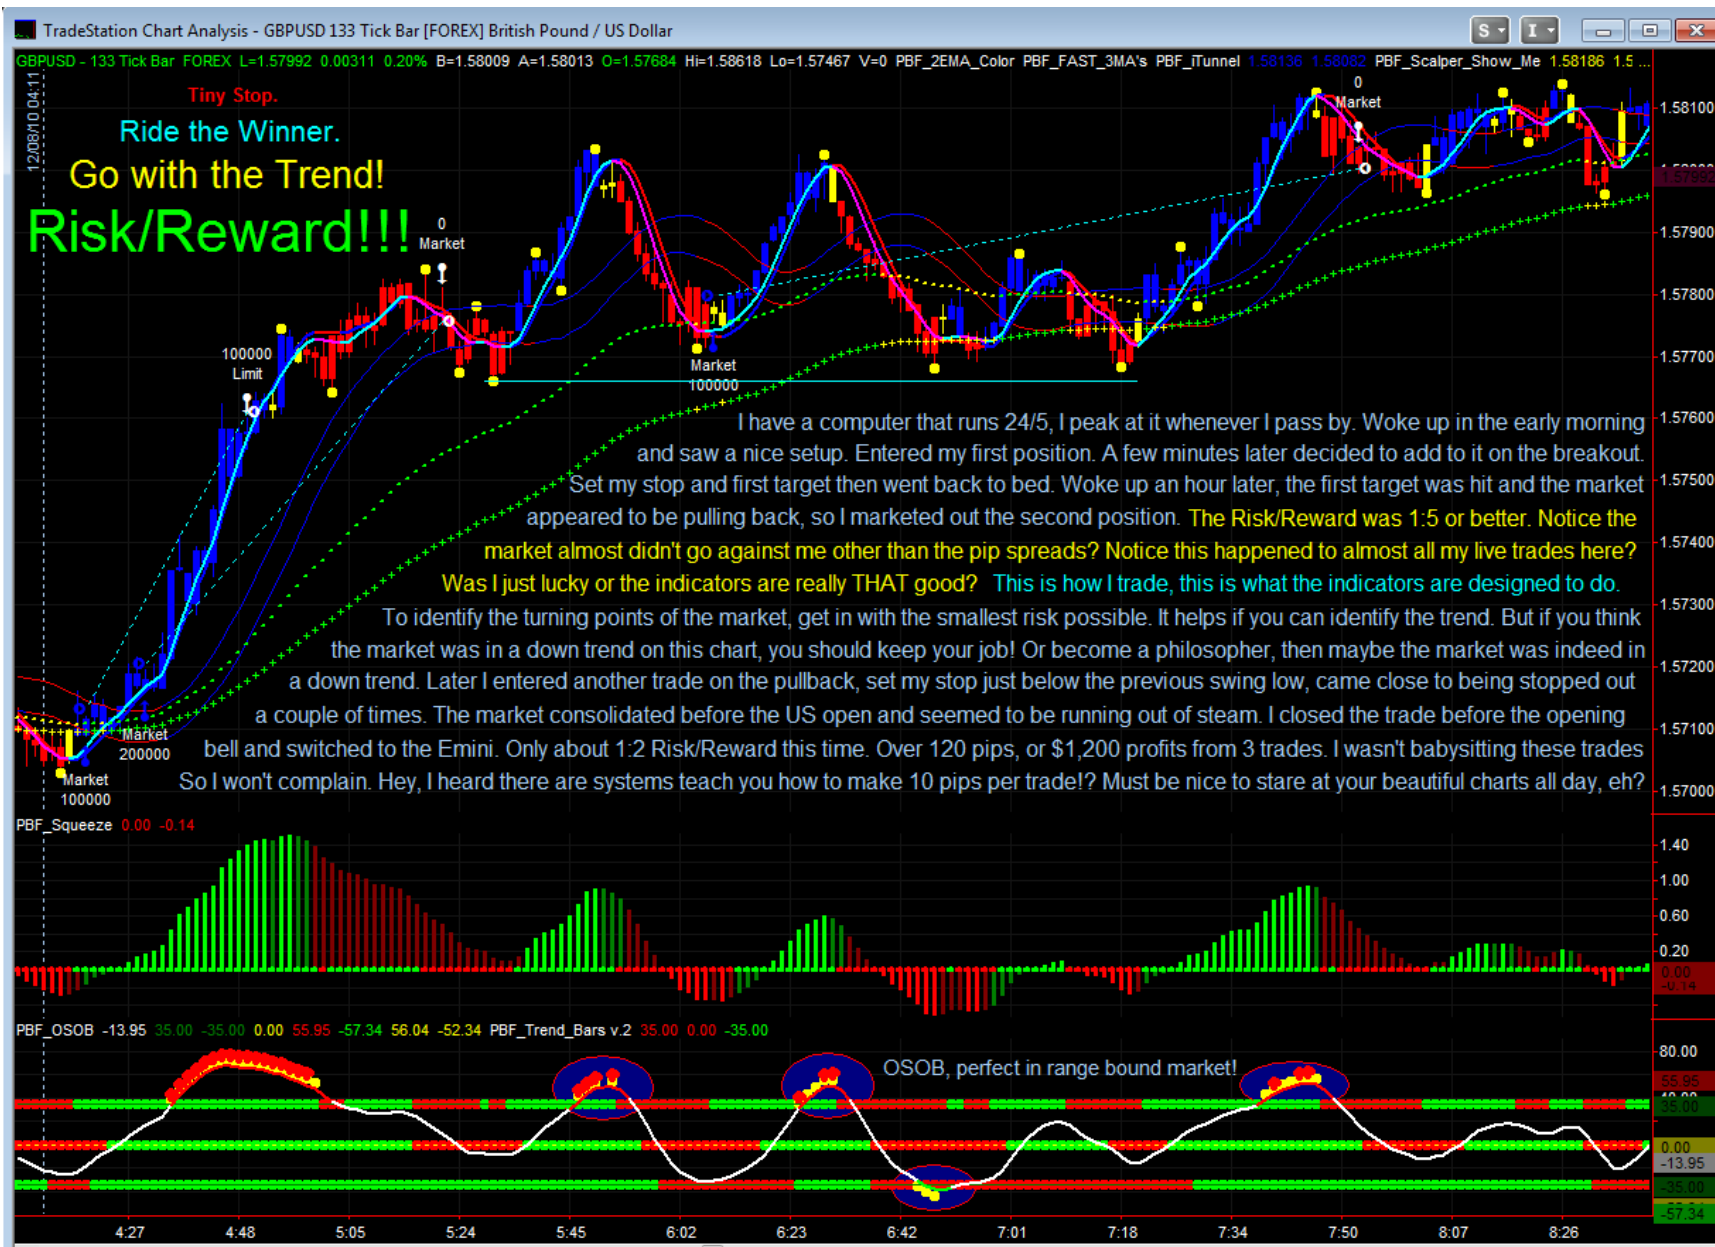 TradeStation Chart Analysis - GBPUSD 133 Tick Bar [FOREX] British Pound / US Dollar
S
I
GBPUSD - 133 Tick Bar FOREX L=1.57992 0.00311 0.20% B=1.58009 A=1.58013 O=1.57684 Hi=1.58618 Lo=1.57467 V=0 PBF_2EMA_Color PBF_FAST_3MA's PBF_iTunnel 1.58136 1.58082 PBF_Scalper_Show_Me 1.58186 1.5 ...
12/08/10 04:11
Tiny Stop.
Ride the Winner.
Go with the Trend!
Risk/Reward!!!
0
Market
0
Market
100000
Limit
Market
100000
Market
200000
Market
100000
I have a computer that runs 24/5, I peak at it whenever I pass by. Woke up in the early morning
and saw a nice setup. Entered my first position. A few minutes later decided to add to it on the breakout.
Set my stop and first target then went back to bed. Woke up an hour later, the first target was hit and the market
appeared to be pulling back, so I marketed out the second position. The Risk/Reward was 1:5 or better. Notice the
market almost didn't go against me other than the pip spreads? Notice this happened to almost all my live trades here?
Was I just lucky or the indicators are really THAT good? This is how I trade, this is what the indicators are designed to do.
To identify the turning points of the market, get in with the smallest risk possible. It helps if you can identify the trend. But if you think
the market was in a down trend on this chart, you should keep your job! Or become a philosopher, then maybe the market was indeed in
a down trend. Later I entered another trade on the pullback, set my stop just below the previous swing low, came close to being stopped out
a couple of times. The market consolidated before the US open and seemed to be running out of steam. I closed the trade before the opening
bell and switched to the Emini. Only about 1:2 Risk/Reward this time. Over 120 pips, or $1,200 profits from 3 trades. I wasn't babysitting these trades
So I won't complain. Hey, I heard there are systems teach you how to make 10 pips per trade!? Must be nice to stare at your beautiful charts all day, eh?
1.58100
1.57992
1.57900
1.57800
1.57700
1.57600
1.57500
1.57400
1.57300
1.57200
1.57100
1.57000
PBF_Squeeze 0.00 -0.14
1.40
1.00
0.60
0.20
0.00
-0.14
PBF_OSOB -13.95 35.00 -35.00 0.00 55.95 -57.34 56.04 -52.34 PBF_Trend_Bars v.2 35.00 0.00 -35.00
OSOB, perfect in range bound market!
80.00
55.95
35.00
0.00
-13.95
-35.00
-57.34
4:27 4:48 5:05 5:24 5:45 6:02 6:23 6:42 7:01 7:18 7:34 7:50 8:07 8:26